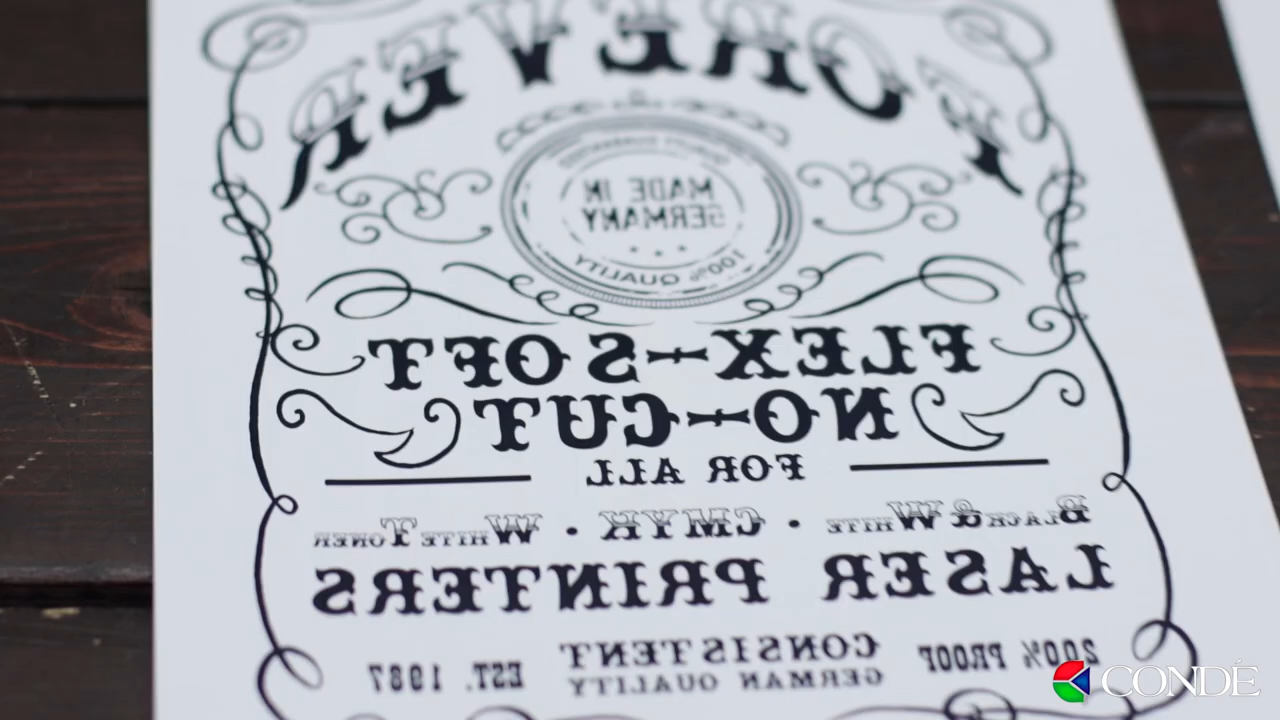 FOREVER
MADE IN
GERMANY
100% QUALITY
FLEX-SOFT
NO-CUT
FOR ALL
BLACK & WHITE • CMYK • WHITE TONER
LASER PRINTERS
200% PROOF
CONSISTENT
GERMAN QUALITY
EST. 1987
CONDÉ